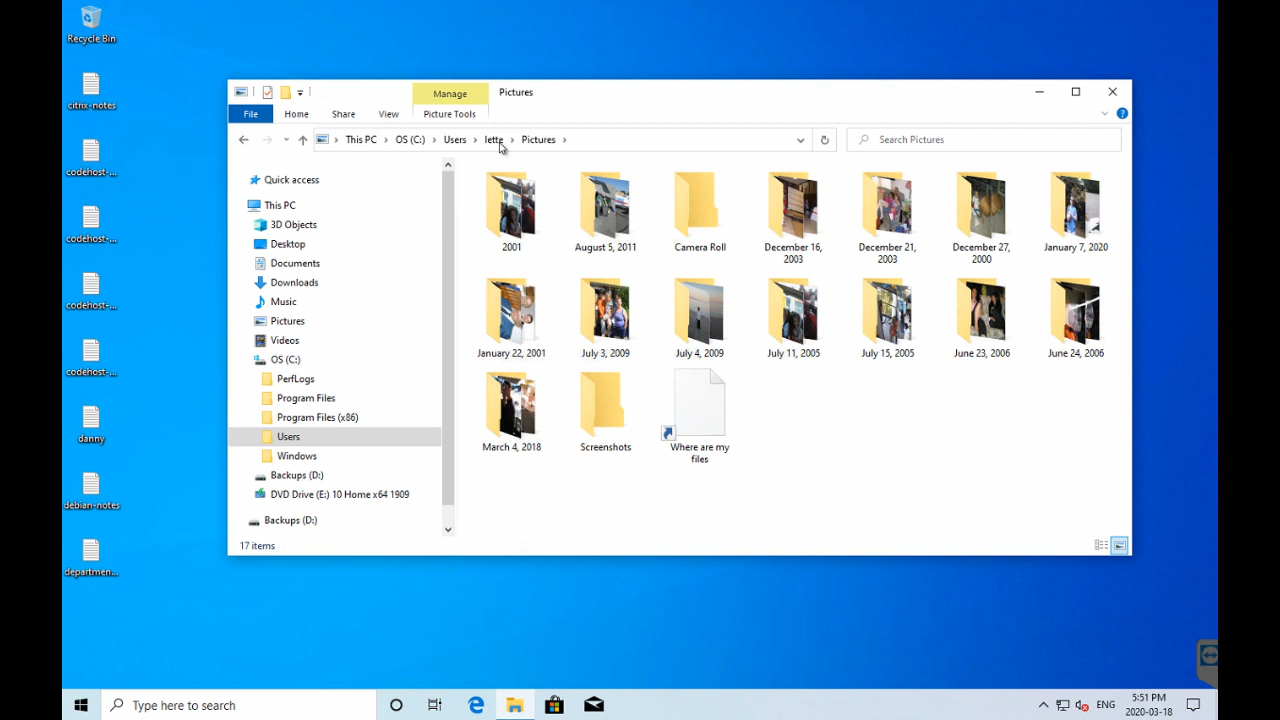 Recycle Bin
citrix-notes
codehost-...
codehost-...
codehost-...
codehost-...
danny
debian-notes
departmen...
Manage
Pictures
File
Home
Share
View
Picture Tools
This PC
OS (C:)
Users
lette
Pictures
Search Pictures
Quick access
This PC
3D Objects
Desktop
Documents
Downloads
Music
Pictures
Videos
OS (C:)
PerfLogs
Program Files
Program Files (x86)
Users
Windows
Backups (D:)
DVD Drive (E:) 10 Home x64 1909
Backups (D:)
2001
August 5, 2011
Camera Roll
December 16,
2003
December 21,
2003
December 27,
2000
January 7, 2020
January 22, 2001
July 3, 2009
July 4, 2009
July 11, 2005
July 15, 2005
June 23, 2006
June 24, 2006
March 4, 2018
Screenshots
Where are my
files
17 items
Type here to search
ENG
5:51 PM
2020-03-18